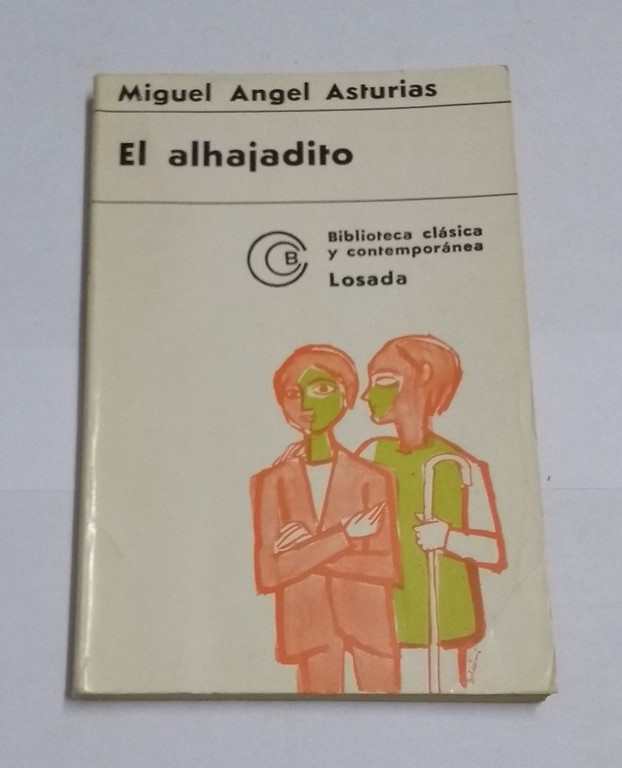 Miguel Angel Asturias
El alhajadito
B
Biblioteca clásica
y contemporánea
Losada